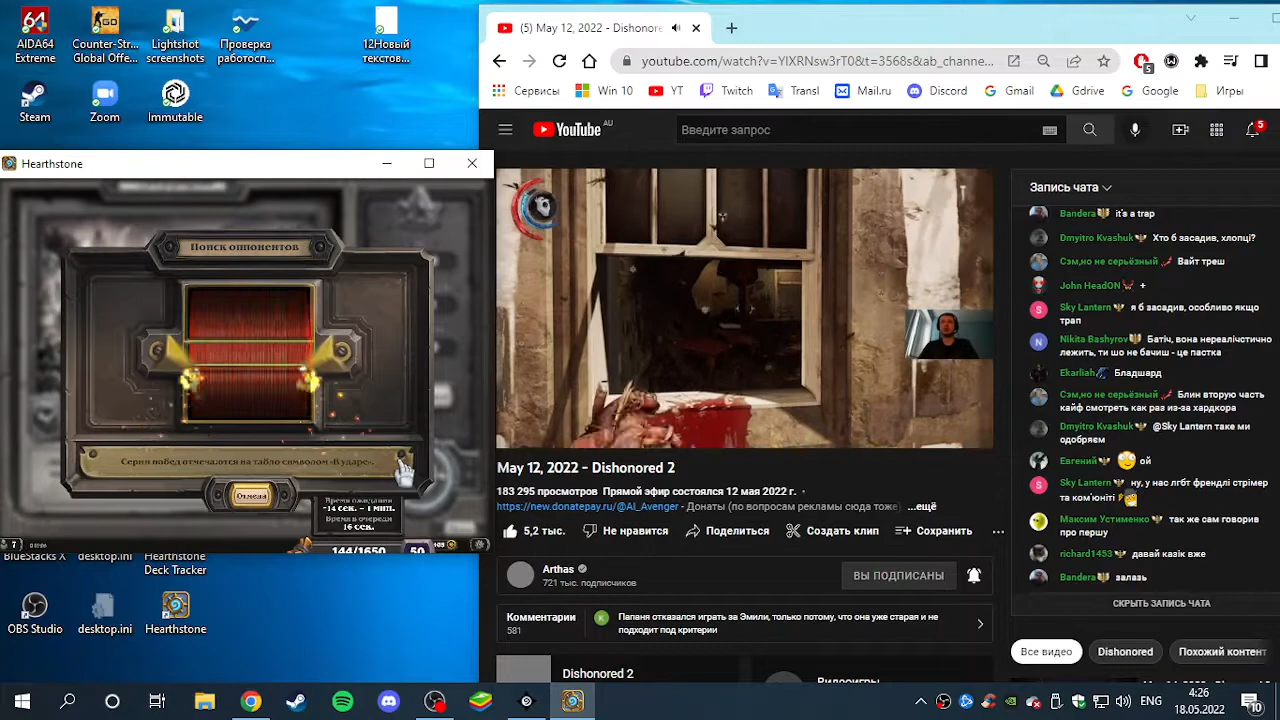 AIDA64
Extreme
Counter-Str...
Global Offe...
Lightshot
screenshots
Проверка
работосп...
12Новый
текстов...
Steam
Zoom
Immutable
Hearthstone
Поиск оппонентов
Серии побед отмечаются на табло символом «В ударе».
Отмена
Время ожидания
~14 сек. – 1 мин.
Время в очереди
16 сек.
7
144/1650
50
BlueStacks X
desktop.ini
Hearthstone
Deck Tracker
OBS Studio
desktop.ini
Hearthstone
(5) May 12, 2022 - Dishonore
youtube.com/watch?v=YIXRNsw3rT0&t=3568s&ab_channe...
5
Сервисы
Win 10
YT
Twitch
Transl
Mail.ru
Discord
Gmail
Gdrive
Google
Игры
YouTube
AU
Введите запрос
5
May 12, 2022 - Dishonored 2
183 295 просмотров Прямой эфир состоялся 12 мая 2022 г.
https://new.donatepay.ru/@Al_Avenger - Донаты (по вопросам рекламы сюда тоже)
...ещё
5,2 тыс.
Не нравится
Поделиться
Создать клип
Сохранить
Arthas
721 тыс. подписчиков
ВЫ ПОДПИСАНЫ
Комментарии
581
Папаня отказался играть за Эмили, только потому, что она уже старая и не
подходит под критерии
Dishonored 2
Видеоигры
Запись чата
Bandera it's a trap
Dmyitro Kvashuk Хто б засадив, хлопці?
Сэм,но не серьёзный Вайт треш
John HeadON +
S
Sky Lantern я б засадив, особливо якщо
трап
N
Nikita Bashyrov Батіч, вона нереалістично
лежить, ти шо не бачиш - це пастка
Ekarliah Бладшард
Сэм,но не серьёзный Блин вторую часть
кайф смотреть как раз из-за хардкора
Dmyitro Kvashuk @Sky Lantern таке ми
одобряєм
Евгений ой
S
Sky Lantern ну, у нас лгбт френдлі стрімер
та ком'юніті
Максим Устименко так же сам говорив
про першу
richard1453 давай казік вже
Bandera залазь
СКРЫТЬ ЗАПИСЬ ЧАТА
Все видео
Dishonored
Похожий контент
ENG
4:26
18.05.2022
10